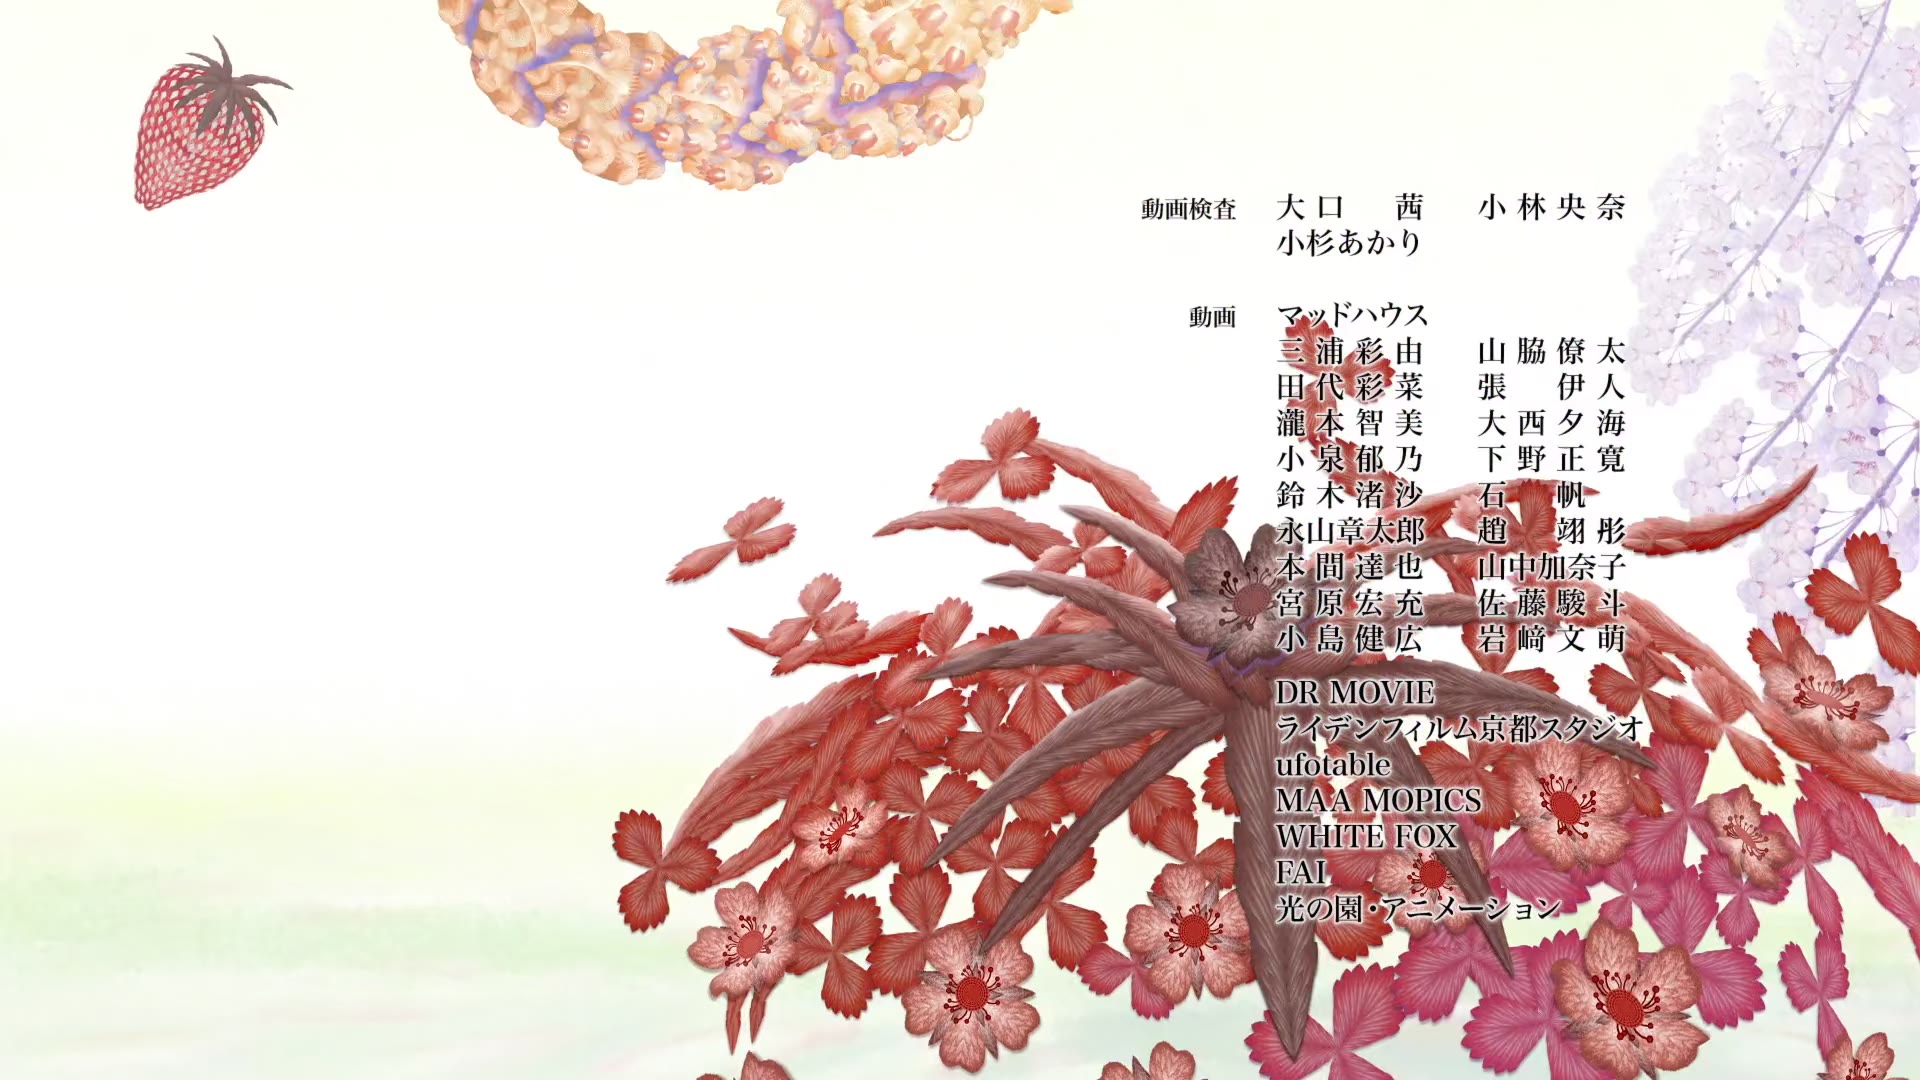 動画検査 大口 茜 小林央奈
小杉あかり
動画 マッドハウス
三浦彩由 山脇僚太
田代彩菜 張 伊人
瀧本智美 大西夕海
小泉郁乃 下野正寛
鈴木渚沙 石 帆
永山章太郎 趙 翊彤
本間達也 山中加奈子
宮原宏充 佐藤駿斗
小島健広 岩﨑文萌
DR MOVIE
ライデンフィルム京都スタジオ
ufotable
MAA MOPICS
WHITE FOX
FAI
光の園・アニメーション